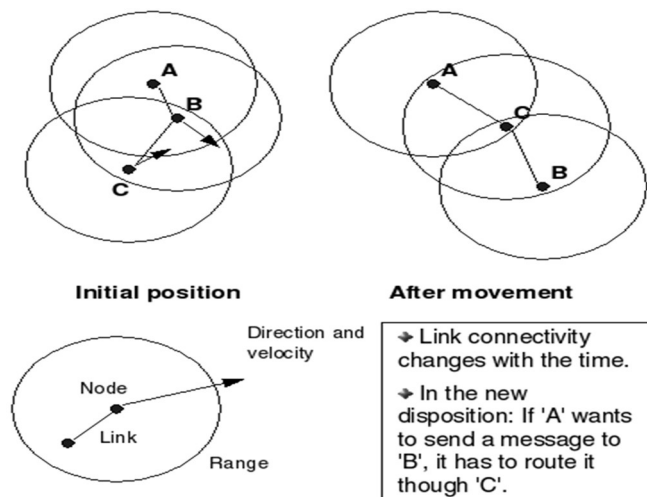 A
B
C
A
C
B
Initial position
After movement
Direction and
velocity
Node
Link
Range
Link connectivity
changes with the time.
In the new
disposition: If 'A' wants
to send a message to
'B', it has to route it
though 'C'.